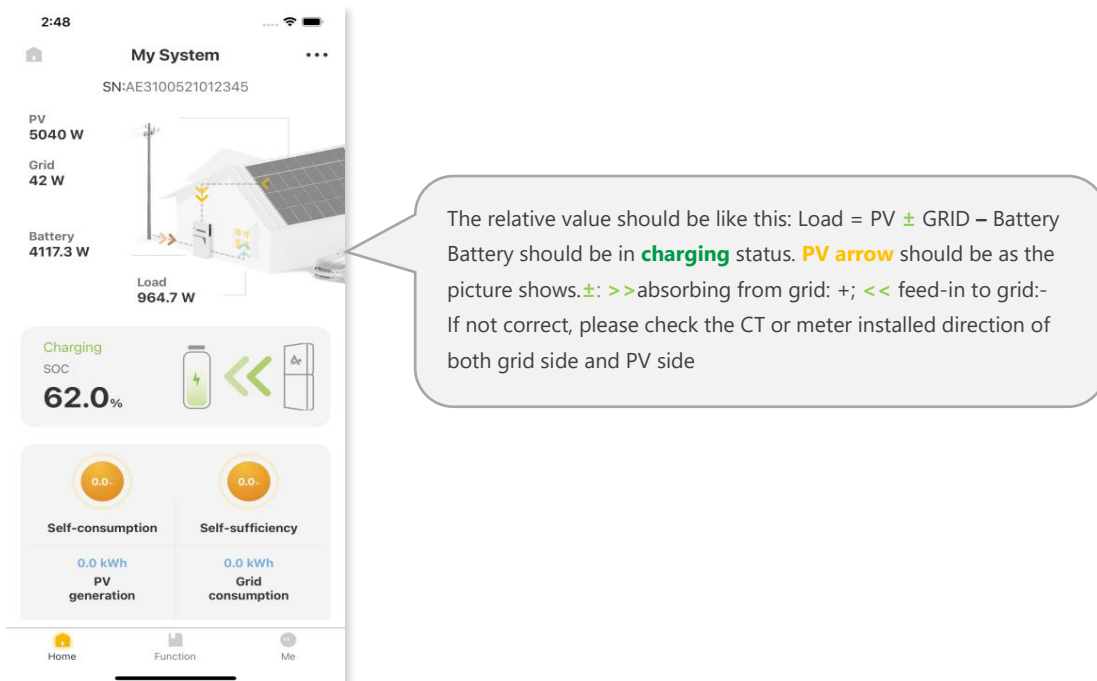 2:48
My System
SN:AE3100521012345
PV
5040 W
Grid
42 W
Battery
4117.3 W
Load
964.7 W
Charging
SOC
62.0%
0.0%
0.0%
Self-consumption
Self-sufficiency
0.0 kWh
PV
generation
0.0 kWh
Grid
consumption
Home
Function
Me
The relative value should be like this: Load = PV ± GRID – Battery
Battery should be in charging status. PV arrow should be as the
picture shows.±: >>absorbing from grid: +; << feed-in to grid:-
If not correct, please check the CT or meter installed direction of
both grid side and PV side